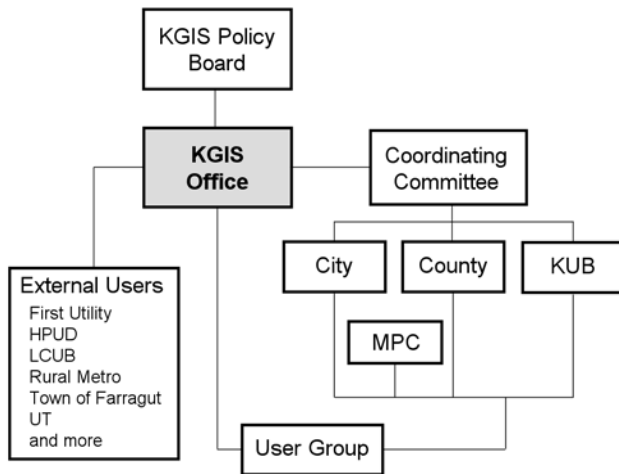 KGIS Policy
Board
KGIS
Office
Coordinating
Committee
City
County
KUB
External Users
First Utility
HPUD
LCUB
Rural Metro
Town of Farragut
UT
and more
MPC
User Group